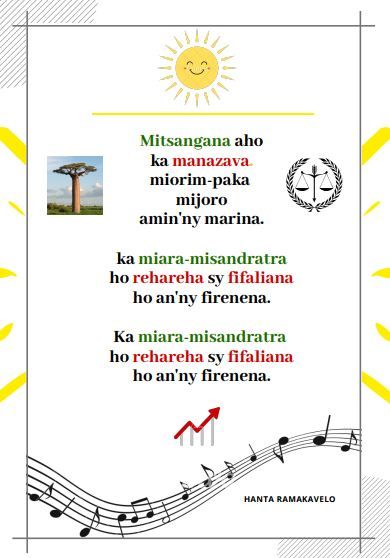 Mitsangana aho
ka manazava.
miorim-paka
mijoro
amin'ny marina.
ka miara-misandratra
ho rehareha sy fifaliana
ho an'ny firenena.
Ka miara-misandratra
ho rehareha sy fifaliana
ho an'ny firenena.
HANTA RAMAKAVELO